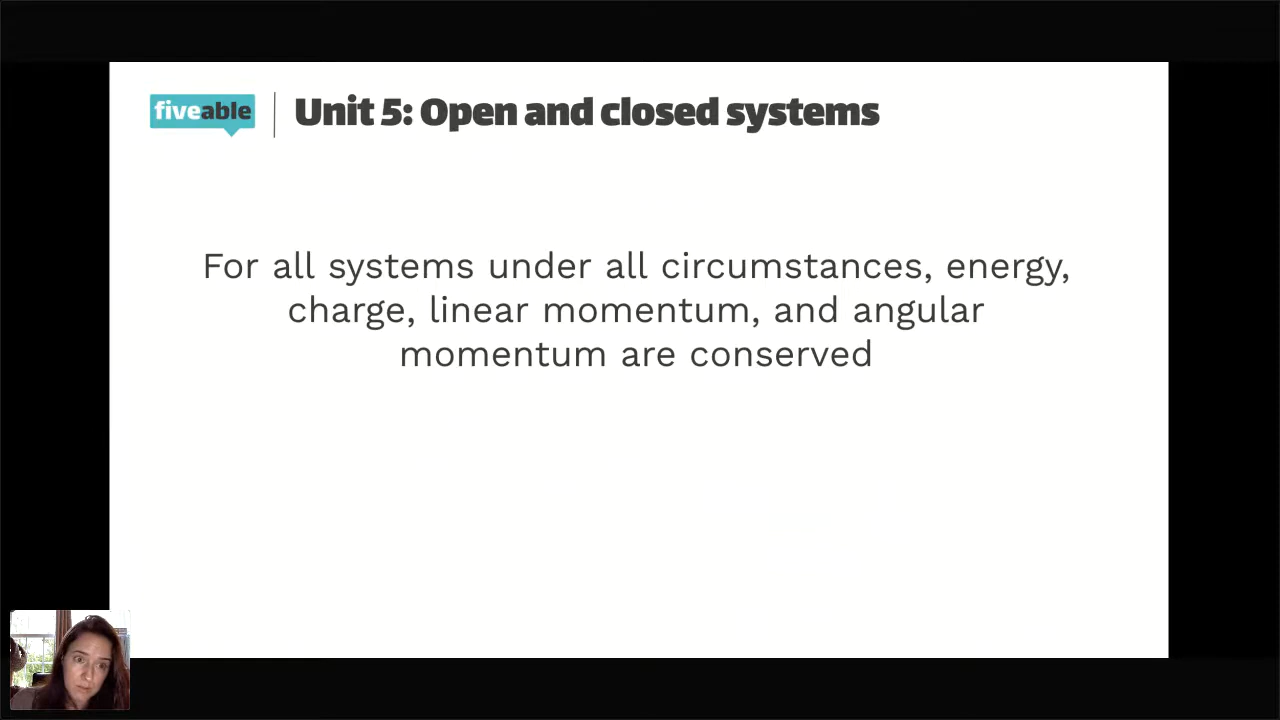 fiveable
Unit 5: Open and closed systems
For all systems under all circumstances, energy,
charge, linear momentum, and angular
momentum are conserved